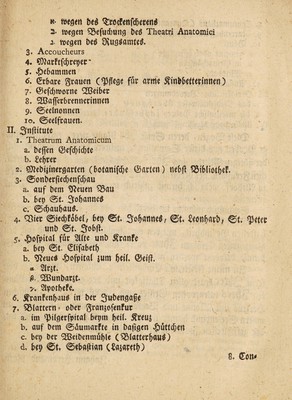 א. wegen des Trockenscherens
ב. wegen Besuchung des Theatri Anatomici
ג. wegen des Rugsamtes.
3. Accoucheurs
4. Marktschreyer
5. Hebammen
6. Erbare Frauen (Pflege für arme Kindbetterinnen)
7. Geschworne Weiber
8. Wasserbrennerinnen
9. Seelnonnen
10. Seelfrauen.
II. Institute
1. Theatrum Anatomicum
a. dessen Geschichte
b. Lehrer
2. Medizinergarten (botanische Garten) nebst Bibliothek.
3. Sondersiechenschau
a. auf dem Neuen Bau
b. bey St. Johannes
c. Schauhaus.
4. Vier Siechköbel, bey St. Johannes, St. Leonhard, St. Peter
und St. Jobst.
5. Hospital für Alte und Kranke
a. bey St. Elisabeth
b. Neues Hospital zum heil. Geist.
α. Arzt.
β. Wundarzt.
γ. Apotheke.
6. Krankenhaus in der Judengasse
7. Blattern- oder Franzosenkur
a. im Pilgerspital beym heil. Kreuz
b. auf dem Säumarkte in dasigen Hüttchen
c. bey der Weidenmühle (Blatterhaus)
d. bey St. Sebastian (Lazareth)
8. Con-